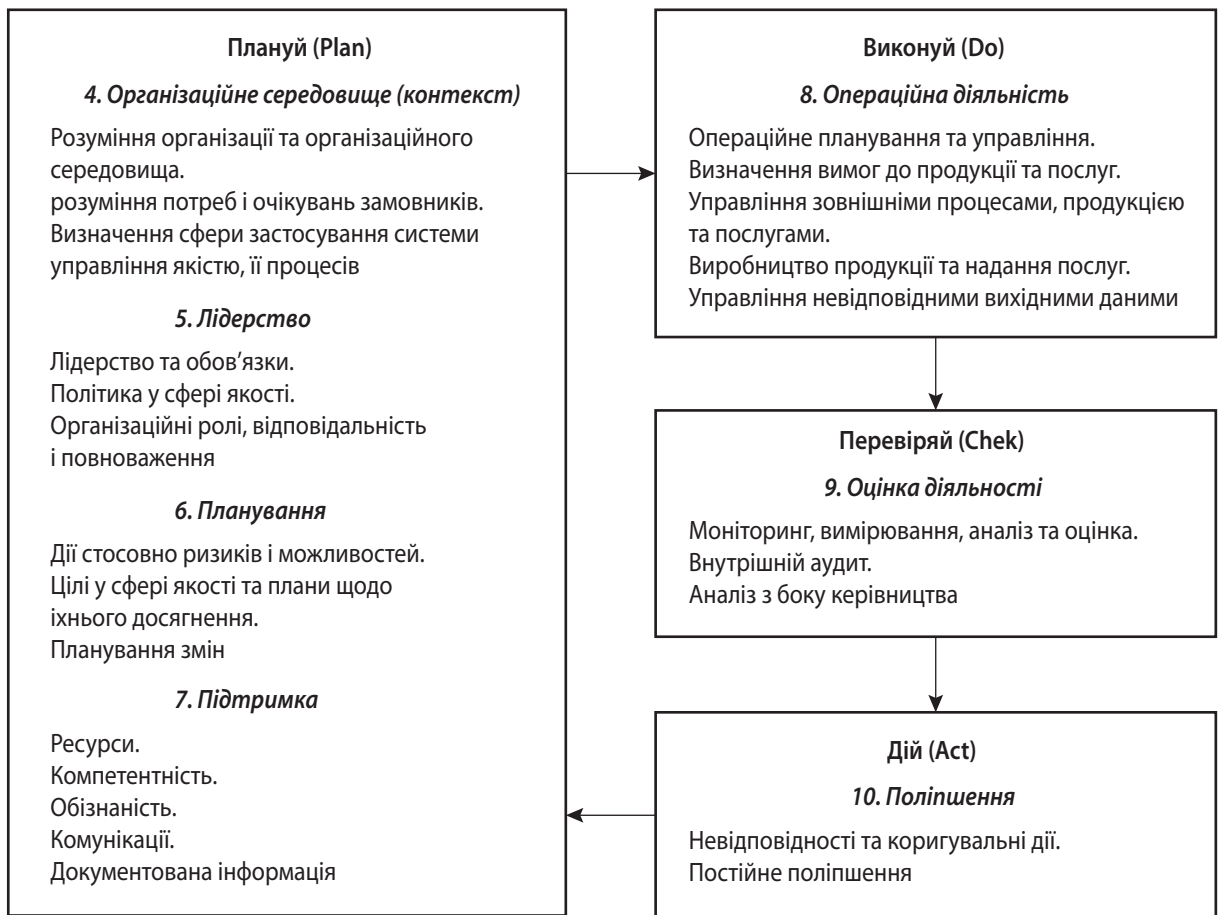 Плануй (Plan)
4. Організаційне середовище (контекст)
Розуміння організації та організаційного
середовища.
розуміння потреб і очікувань замовників.
Визначення сфери застосування системи
управління якістю, її процесів
5. Лідерство
Лідерство та обов’язки.
Політика у сфері якості.
Організаційні ролі, відповідальність
і повноваження
6. Планування
Дії стосовно ризиків і можливостей.
Цілі у сфері якості та плани щодо
їхнього досягнення.
Планування змін
7. Підтримка
Ресурси.
Компетентність.
Обізнаність.
Комунікації.
Документована інформація
Виконуй (Do)
8. Операційна діяльність
Операційне планування та управління.
Визначення вимог до продукції та послуг.
Управління зовнішніми процесами, продукцією
та послугами.
Виробництво продукції та надання послуг.
Управління невідповідними вихідними даними
Перевіряй (Chek)
9. Оцінка діяльності
Моніторинг, вимірювання, аналіз та оцінка.
Внутрішній аудит.
Аналіз з боку керівництва
Дій (Act)
10. Поліпшення
Невідповідності та коригувальні дії.
Постійне поліпшення